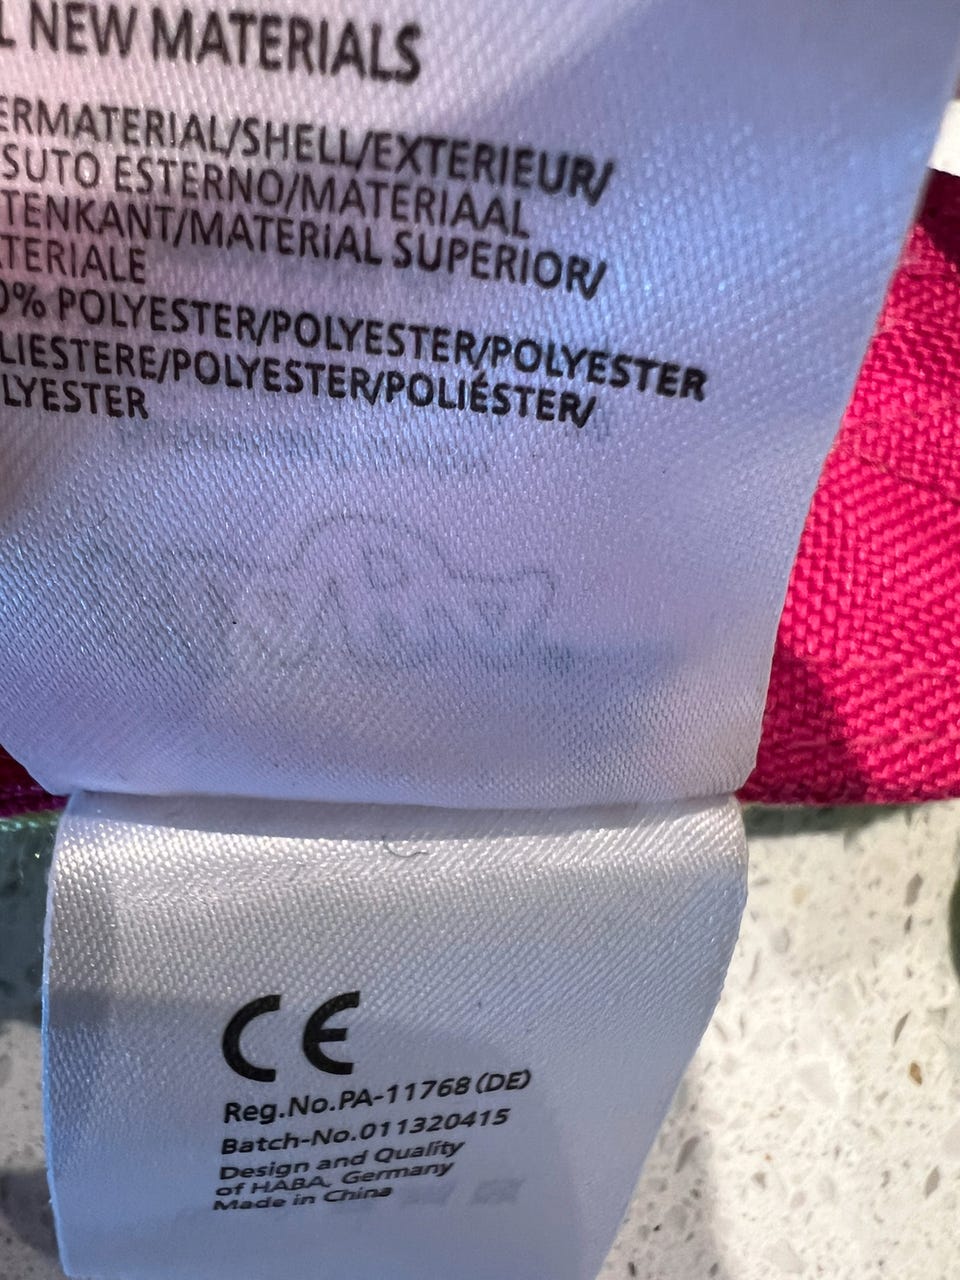 L NEW MATERIALS
ERMATERIAL/SHELL/EXTERIEUR/
SUTO ESTERNO/MATERIAAL
TENKANT/MATERIAL SUPERIOR/
TERIALE
0% POLYESTER/POLYESTER/POLYESTER
LIESTERE/POLYESTER/POLIÉSTER/
LYESTER
CE
Reg.No.PA-11768(DE)
Batch-No.011320415
Design and Quality
of HABA, Germany
Made in China